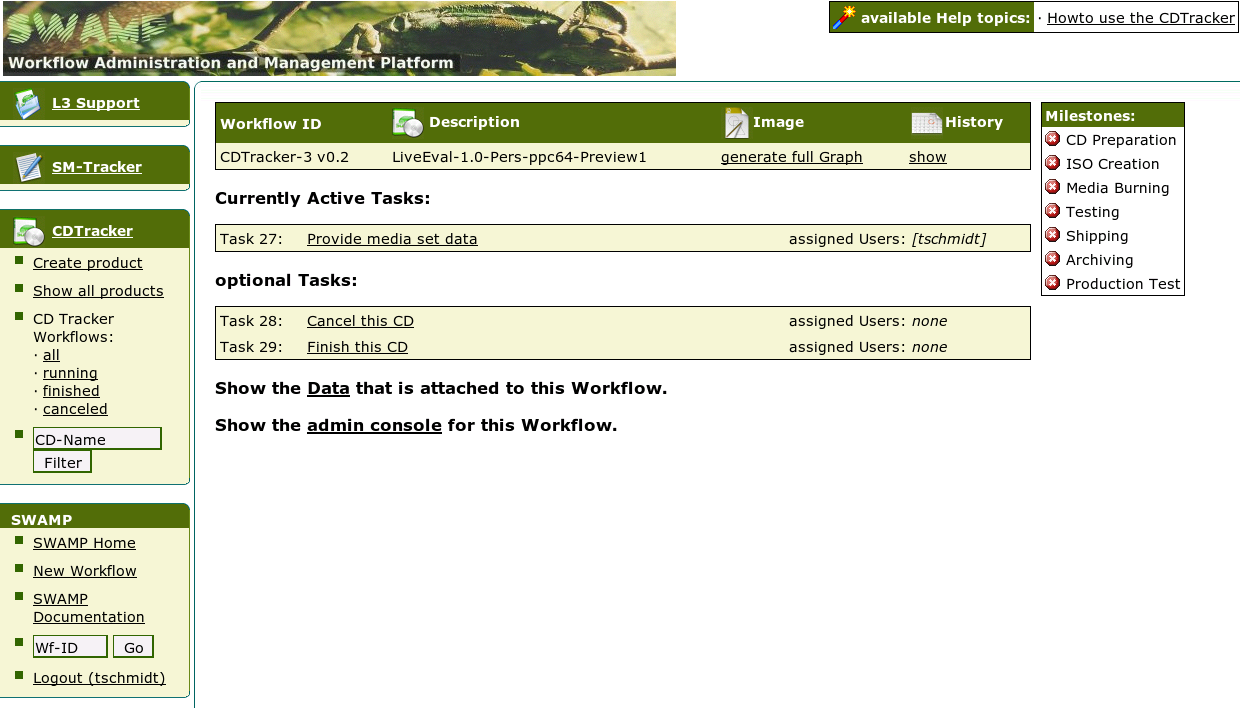 SWAMP
Workflow Administration and Management Platform
available Help topics: · Howto use the CDTracker
L3 Support
SM-Tracker
CDTracker
Create product
Show all products
CD Tracker
Workflows:
· all
· running
· finished
· canceled
CD-Name
Filter
SWAMP
SWAMP Home
New Workflow
SWAMP
Documentation
Wf-ID Go
Logout (tschmidt)
Workflow ID Description Image History
CDTracker-3 v0.2 LiveEval-1.0-Pers-ppc64-Preview1 generate full Graph show
Currently Active Tasks:
Task 27: Provide media set data assigned Users: [tschmidt]
optional Tasks:
Task 28: Cancel this CD assigned Users: none
Task 29: Finish this CD assigned Users: none
Show the Data that is attached to this Workflow.
Show the admin console for this Workflow.
Milestones:
CD Preparation
ISO Creation
Media Burning
Testing
Shipping
Archiving
Production Test